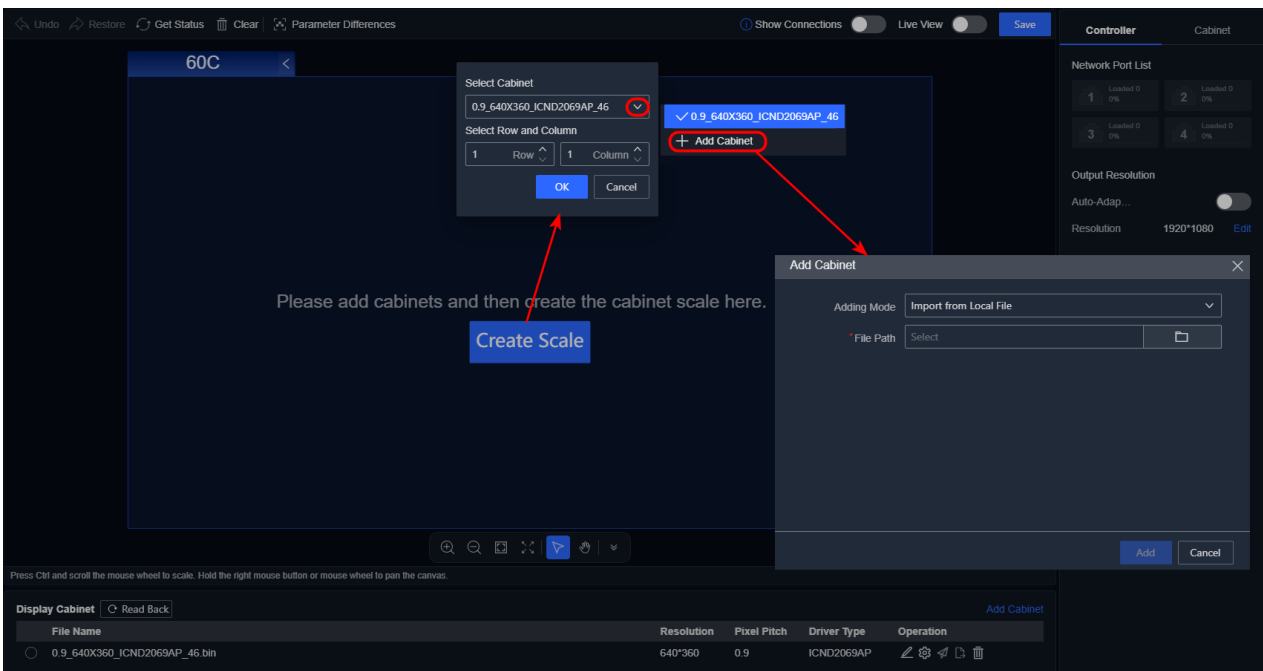 Undo Restore Get Status Clear Parameter Differences Show Connections Live View Save
Controller Cabinet
60C
Network Port List
1 Loaded 0 0%
2 Loaded 0 0%
3 Loaded 0 0%
4 Loaded 0 0%
Output Resolution
Auto-Adap...
Resolution 1920*1080 Edit
Select Cabinet
0.9_640X360_ICND2069AP_46
Select Row and Column
1 Row 1 Column
OK Cancel
0.9_640X360_ICND2069AP_46
Add Cabinet
Please add cabinets and then create the cabinet scale here.
Create Scale
Add Cabinet
Adding Mode Import from Local File
*File Path Select
Add Cancel
Press Ctrl and scroll the mouse wheel to scale. Hold the right mouse button or mouse wheel to pan the canvas.
Display Cabinet Read Back Add Cabinet
File Name Resolution Pixel Pitch Driver Type Operation
0.9_640X360_ICND2069AP_46.bin 640*360 0.9 ICND2069AP